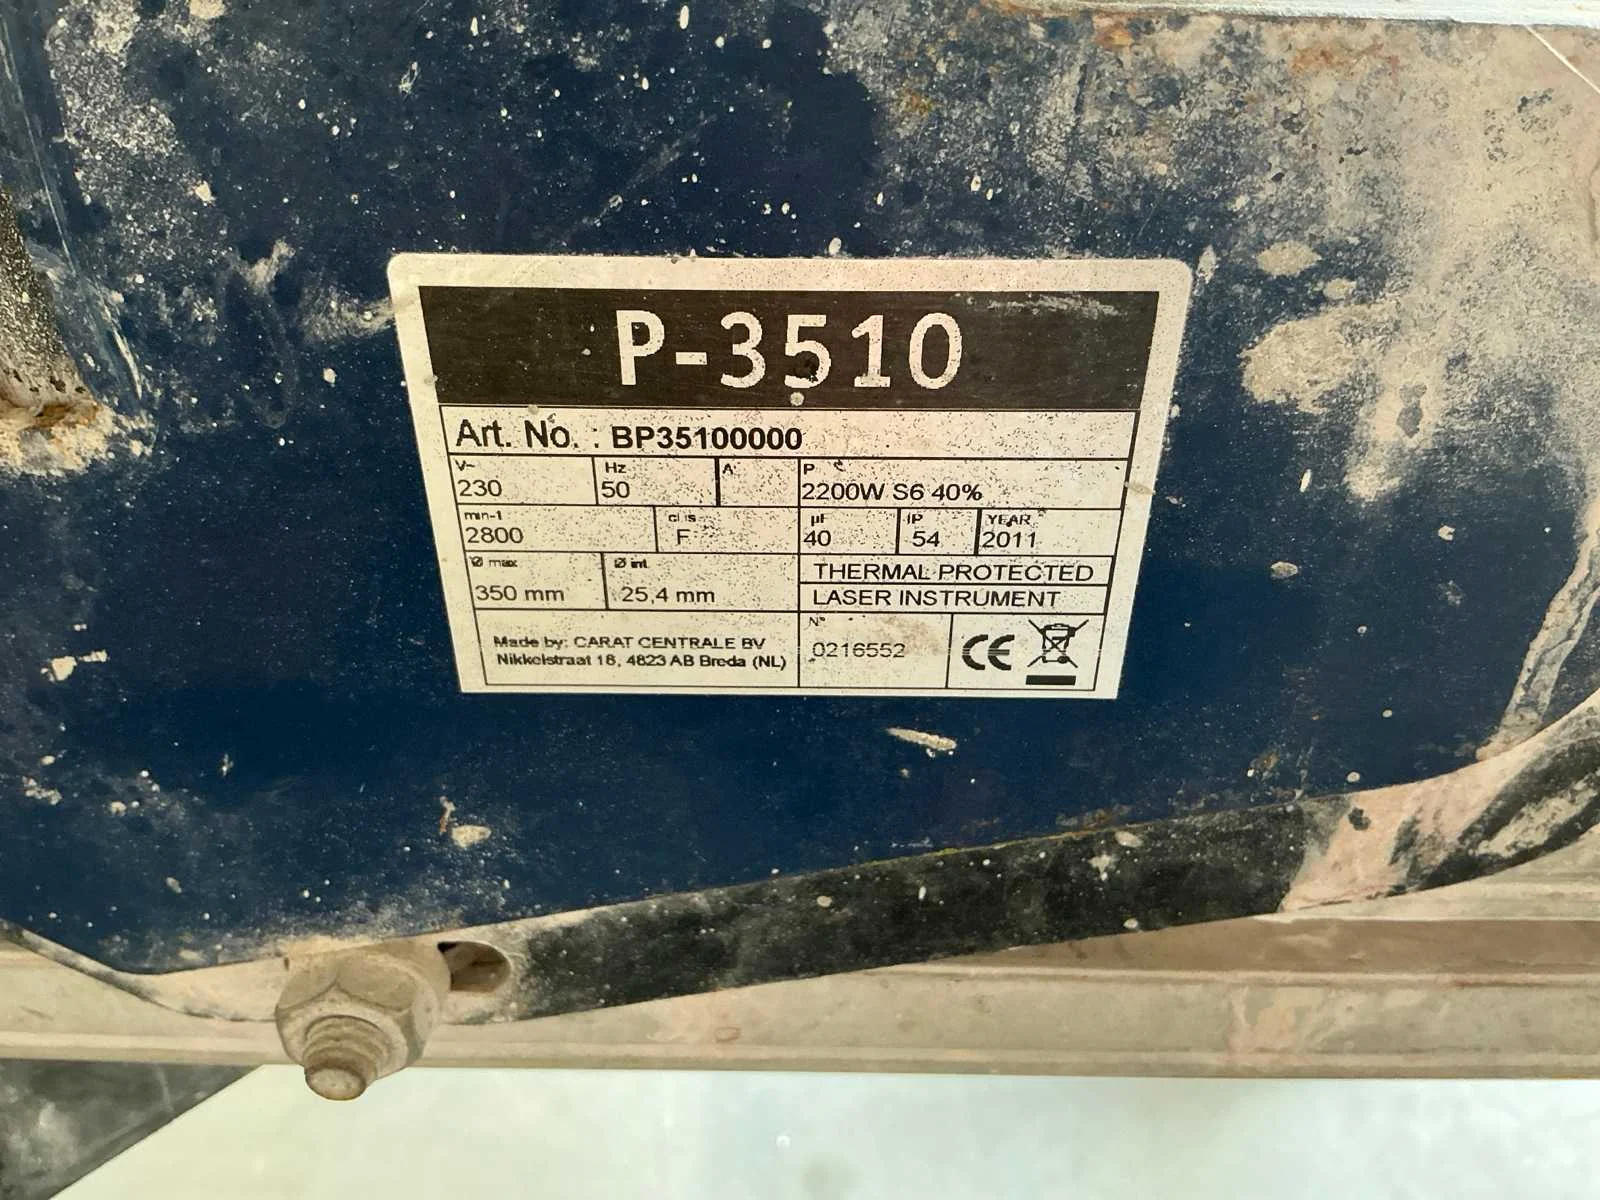 P-3510
Art. No. : BP35100000
V~ Hz A P
230 50 2200W S6 40%
min-1 µF IP YEAR
2800 F 40 54 2011
Ø max Ø int. THERMAL PROTECTED
350 mm 25,4 mm LASER INSTRUMENT
Made by: CARAT CENTRALE BV N°
Nikkelstraat 18, 4823 AB Breda (NL) 0216552 CE